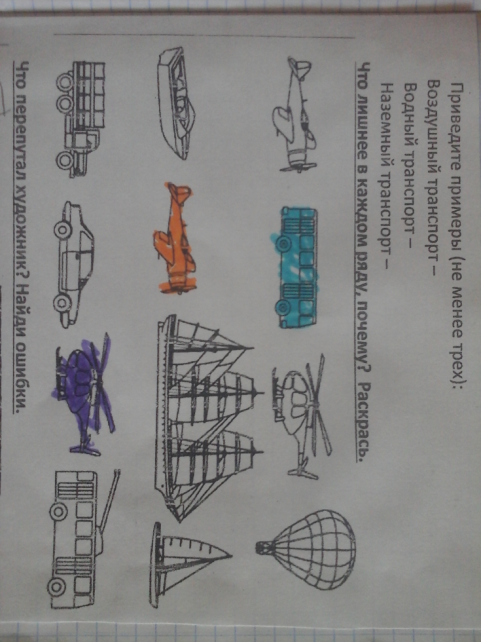 Приведите примеры (не менее трех):
Воздушный транспорт –
Водный транспорт –
Наземный транспорт –
Что лишнее в каждом ряду, почему? Раскрась.
Что перепутал художник? Найди ошибки.